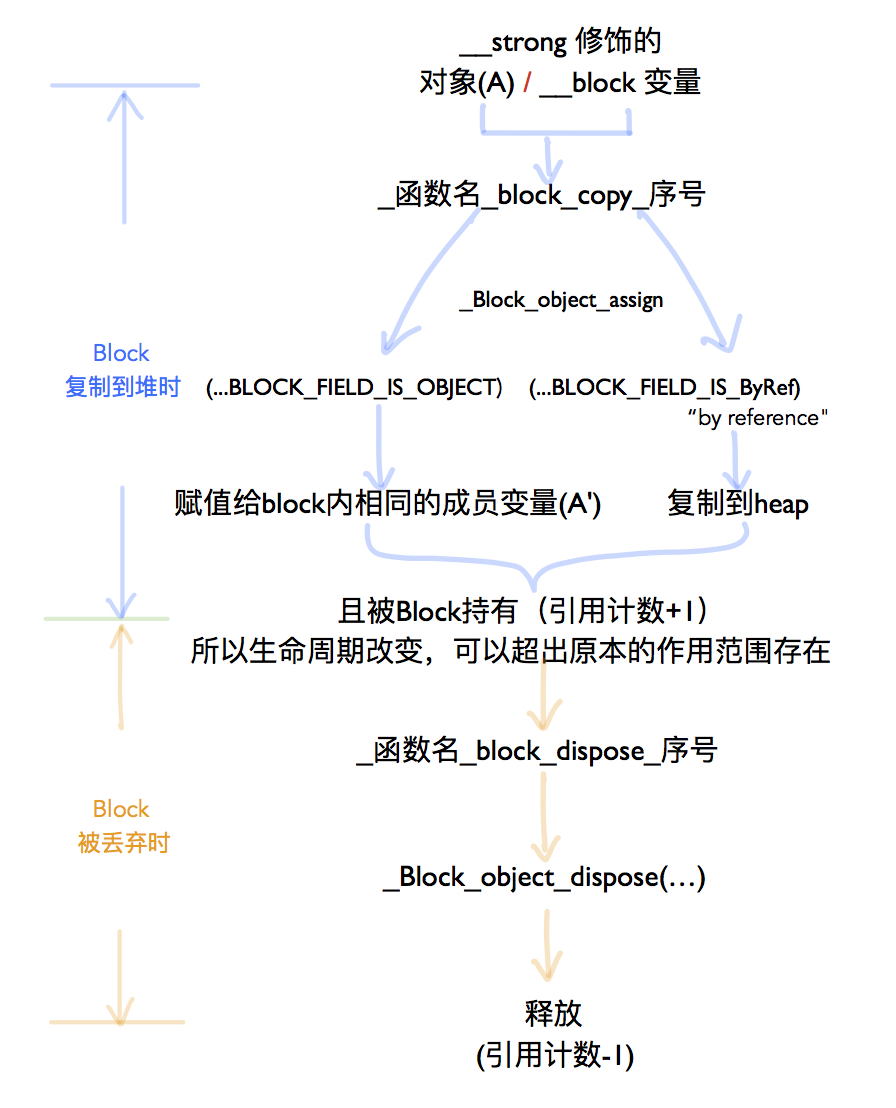 __strong 修饰的
对象(A) / __block 变量
_函数名_block_copy_序号
_Block_object_assign
Block
复制到堆时
(...BLOCK_FIELD_IS_OBJECT) (...BLOCK_FIELD_IS_ByRef)
“by reference"
赋值给block内相同的成员变量(A') 复制到heap
且被Block持有（引用计数+1）
所以生命周期改变，可以超出原本的作用范围存在
_函数名_block_dispose_序号
Block
被丢弃时
_Block_object_dispose(…)
释放
(引用计数-1)